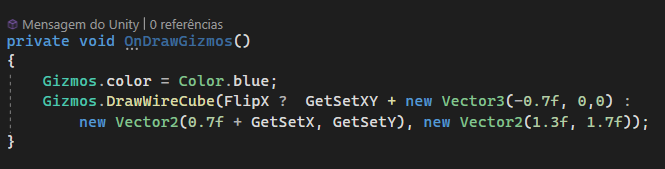 Mensagem do Unity | 0 referências
private void OnDrawGizmos()
{
Gizmos.color = Color.blue;
Gizmos.DrawWireCube(FlipX ?  GetSetXY + new Vector3(-0.7f, 0,0) :
new Vector2(0.7f + GetSetX, GetSetY), new Vector2(1.3f, 1.7f));
}